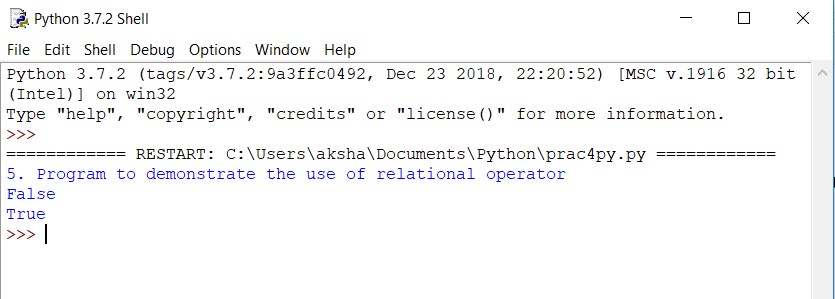 Python 3.7.2 Shell
File Edit Shell Debug Options Window Help
Python 3.7.2 (tags/v3.7.2:9a3ffc0492, Dec 23 2018, 22:20:52) [MSC v.1916 32 bit
(Intel)] on win32
Type "help", "copyright", "credits" or "license()" for more information.
>>>
============ RESTART: C:\Users\aksha\Documents\Python\prac4py.py ============
5. Program to demonstrate the use of relational operator
False
True
>>>